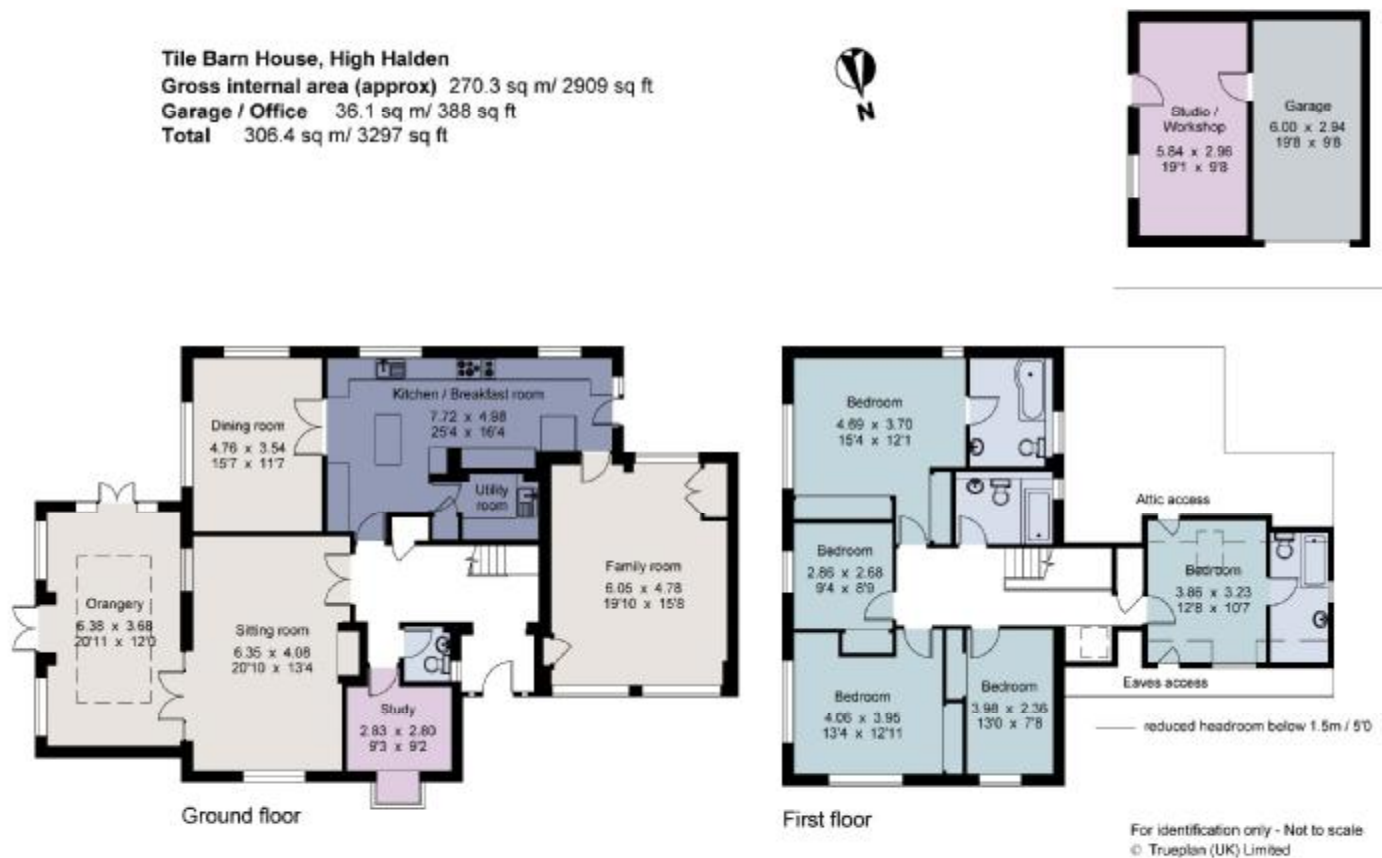 Tile Barn House, High Halden
Gross internal area (approx) 270.3 sq m/ 2909 sq ft
Garage / Office 36.1 sq m/ 388 sq ft
Total 306.4 sq m/ 3297 sq ft
N
Studio /
Workshop
5.84 x 2.96
19'1 x 9'8
Garage
6.00 x 2.94
19'8 x 9'8
Kitchen / Breakfast room
7.72 x 4.98
25'4 x 16'4
Dining room
4.76 x 3.54
15'7 x 11'7
Utility
room
Family room
6.05 x 4.78
19'10 x 15'8
Orangery
6.38 x 3.68
20'11 x 12'0
Sitting room
6.35 x 4.08
20'10 x 13'4
Study
2.83 x 2.80
9'3 x 9'2
Ground floor
Bedroom
4.69 x 3.70
15'4 x 12'1
Bedroom
2.86 x 2.68
9'4 x 8'9
Attic access
Bedroom
3.86 x 3.23
12'8 x 10'7
Bedroom
4.06 x 3.95
13'4 x 12'11
Bedroom
3.98 x 2.36
13'0 x 7'8
Eaves access
reduced headroom below 1.5m / 5'0
First floor
For identification only - Not to scale
© Trueplan (UK) Limited